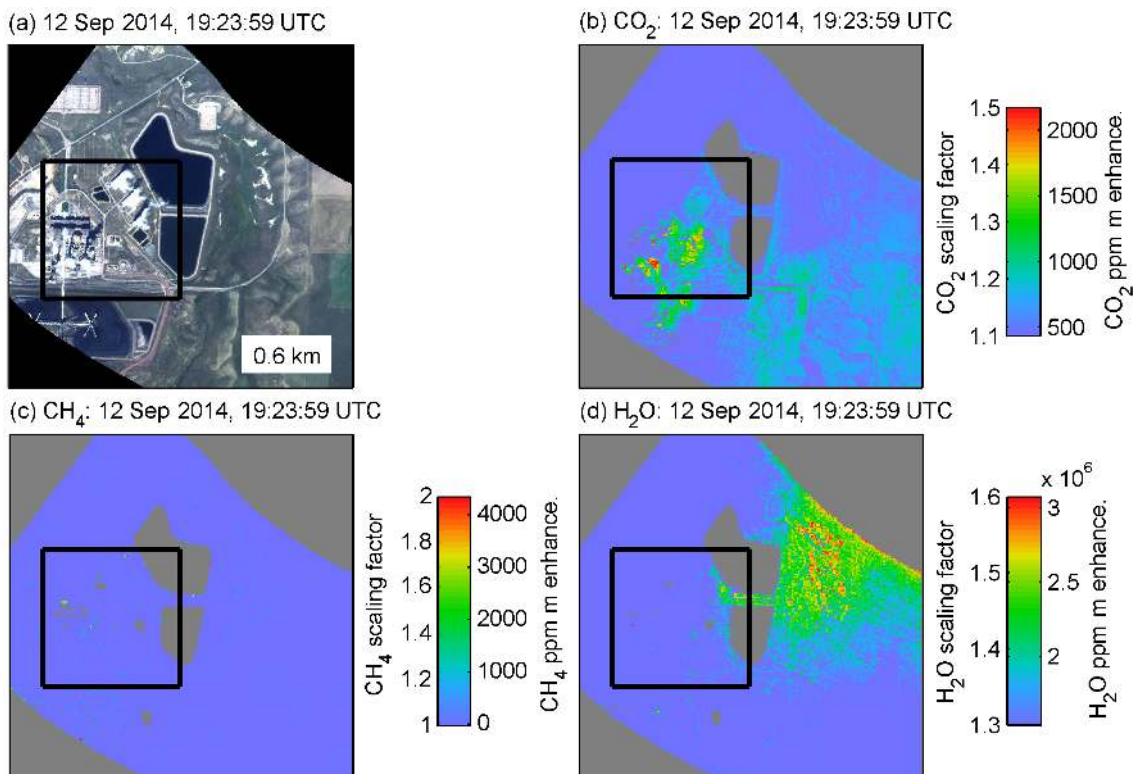 (a) 12 Sep 2014, 19:23:59 UTC
0.6 km
(b) CO₂: 12 Sep 2014, 19:23:59 UTC
1.5
1.4
1.3
1.2
1.1
CO₂ scaling factor
2000
1500
1000
500
CO₂ ppm m enhance.
(c) CH₄: 12 Sep 2014, 19:23:59 UTC
2
1.8
1.6
1.4
1.2
1
CH₄ scaling factor
4000
3000
2000
1000
0
CH₄ ppm m enhance.
(d) H₂O: 12 Sep 2014, 19:23:59 UTC
1.6
1.5
1.4
1.3
H₂O scaling factor
x 10⁶
3
2.5
2
H₂O ppm m enhance.